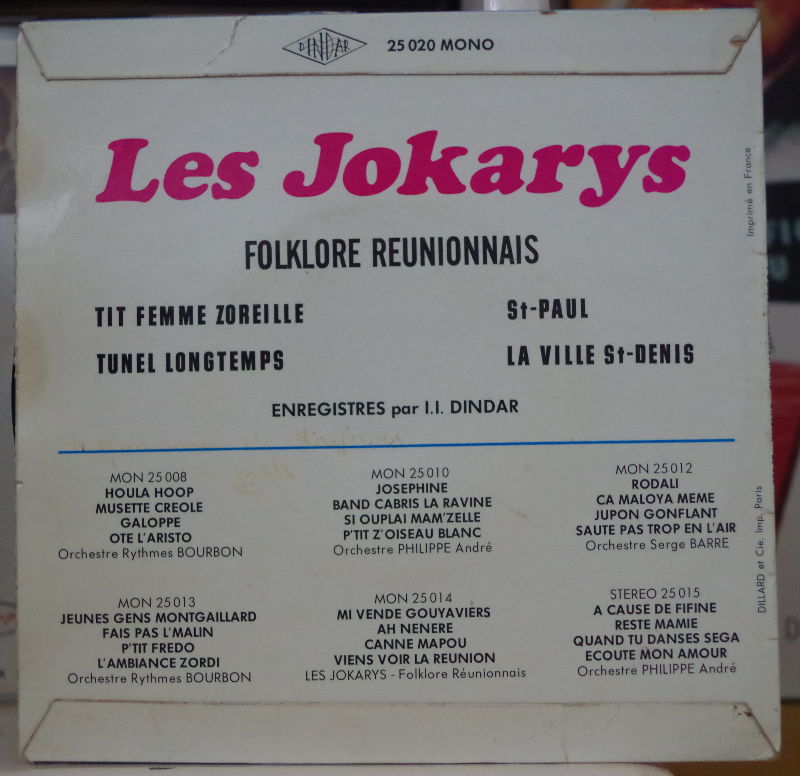 DINDAR 25 020 MONO
Les Jokarys
FOLKLORE REUNIONNAIS
TIT FEMME ZOREILLE
TUNEL LONGTEMPS
St-PAUL
LA VILLE St-DENIS
ENREGISTRES par I.I. DINDAR
MON 25 008
HOULA HOOP
MUSETTE CREOLE
GALOPPE
OTE L'ARISTO
Orchestre Rythmes BOURBON
MON 25 010
JOSEPHINE
BAND CABRIS LA RAVINE
SI OUPLAI MAM'ZELLE
P'TIT Z'OISEAU BLANC
Orchestre PHILIPPE André
MON 25 012
RODALI
CA MALOYA MEME
JUPON GONFLANT
SAUTE PAS TROP EN L'AIR
Orchestre Serge BARRE
MON 25 013
JEUNES GENS MONTGAILLARD
FAIS PAS L'MALIN
P'TIT FREDO
L'AMBIANCE ZORDI
Orchestre Rythmes BOURBON
MON 25 014
MI VENDE GOUYAVIERS
AH NENERE
CANNE MAPOU
VIENS VOIR LA REUNION
LES JOKARYS - Folklore Réunionnais
STEREO 25 015
A CAUSE DE FIFINE
RESTE MAMIE
QUAND TU DANSES SEGA
ECOUTE MON AMOUR
Orchestre PHILIPPE André
Imprimé en France
DILLARD et Cie. Imp. Paris